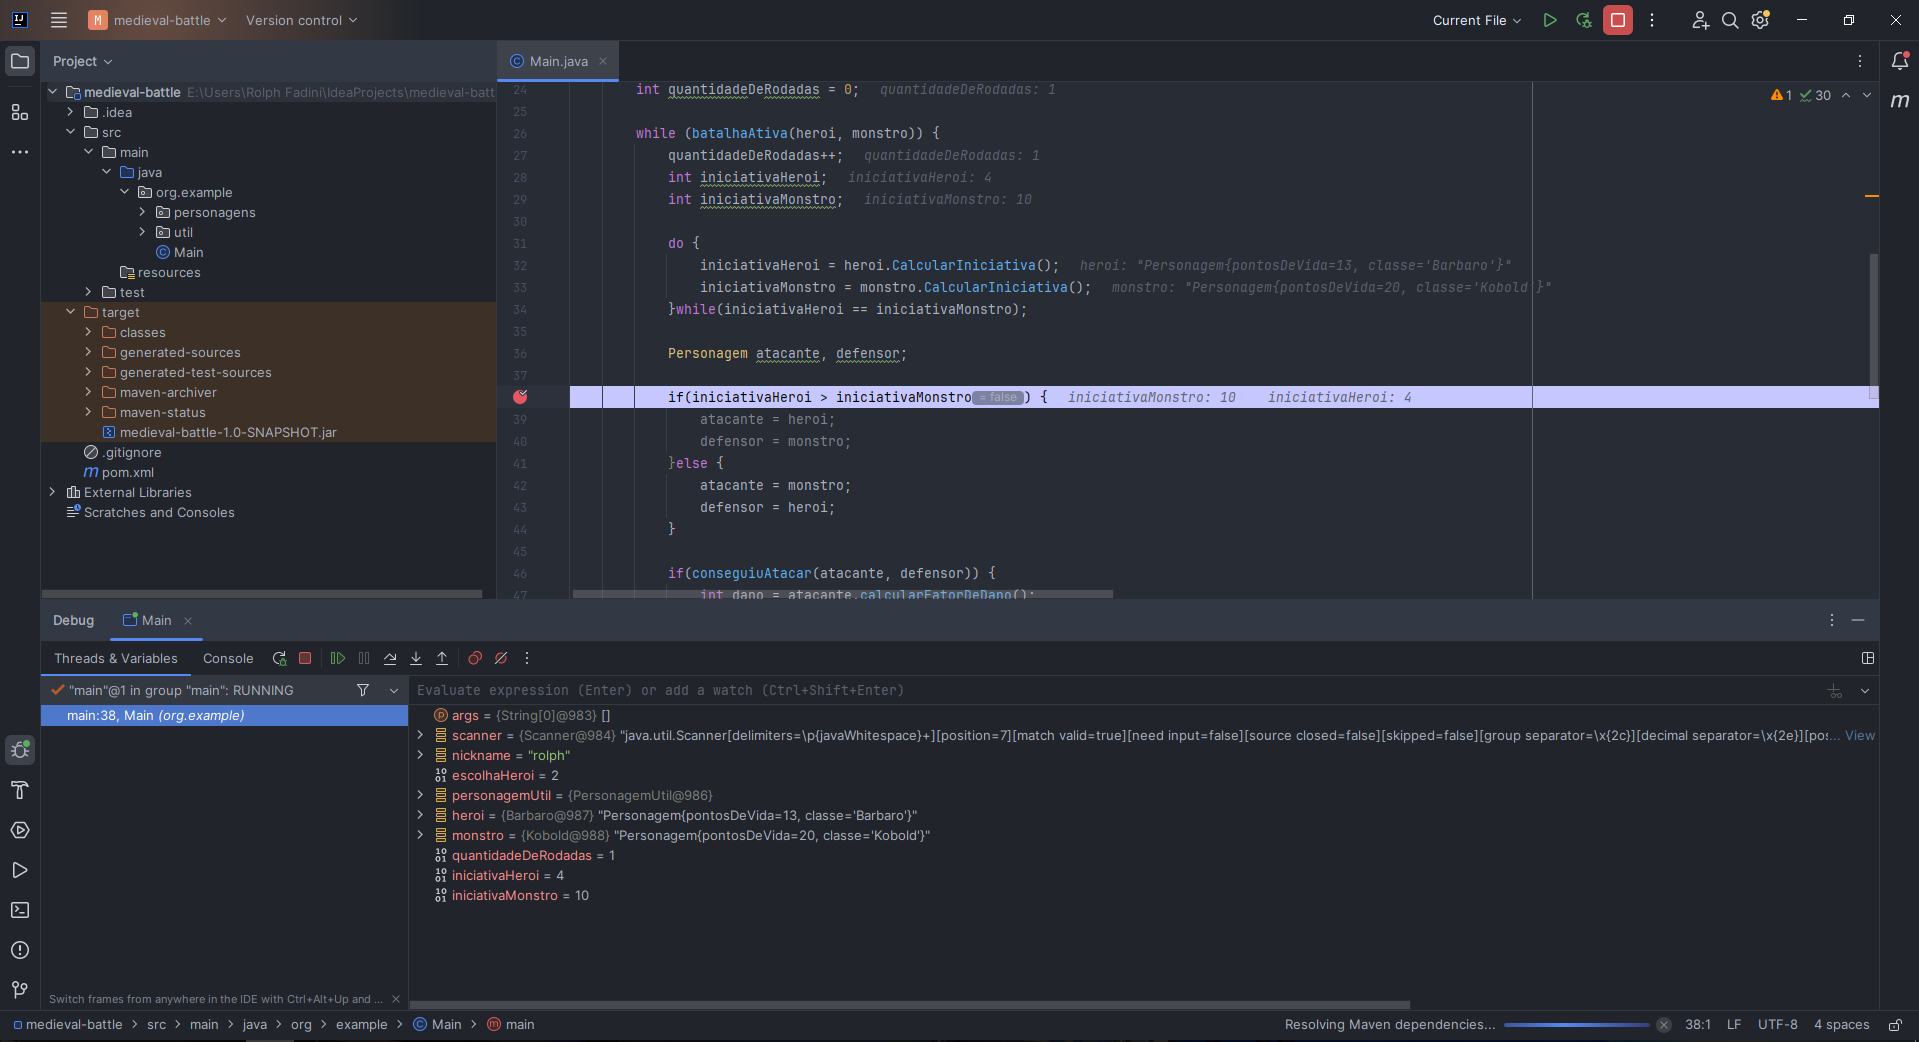 M medieval-battle Version control Current File
Project
Main.java
medieval-battle E:\Users\Rolph Fadini\IdeaProjects\medieval-batt
.idea
src
main
java
org.example
personagens
util
Main
resources
test
target
classes
generated-sources
generated-test-sources
maven-archiver
maven-status
medieval-battle-1.0-SNAPSHOT.jar
.gitignore
pom.xml
External Libraries
Scratches and Consoles
1 30
24 int quantidadeDeRodadas = 0; quantidadeDeRodadas: 1
25
26 while (batalhaAtiva(heroi, monstro)) {
27 quantidadeDeRodadas++; quantidadeDeRodadas: 1
28 int iniciativaHeroi; iniciativaHeroi: 4
29 int iniciativaMonstro; iniciativaMonstro: 10
30
31 do {
32 iniciativaHeroi = heroi.CalcularIniciativa(); heroi: "Personagem{pontosDeVida=13, classe='Barbaro'}"
33 iniciativaMonstro = monstro.CalcularIniciativa(); monstro: "Personagem{pontosDeVida=20, classe='Kobold'}"
34 }while(iniciativaHeroi == iniciativaMonstro);
35
36 Personagem atacante, defensor;
37
if(iniciativaHeroi > iniciativaMonstro = false ) { iniciativaMonstro: 10 iniciativaHeroi: 4
39 atacante = heroi;
40 defensor = monstro;
41 }else {
42 atacante = monstro;
43 defensor = heroi;
44 }
45
46 if(conseguiuAtacar(atacante, defensor)) {
47 int dano = atacante.calcularFatorDeDano();
Debug Main
Threads & Variables Console
"main"@1 in group "main": RUNNING
main:38, Main (org.example)
Evaluate expression (Enter) or add a watch (Ctrl+Shift+Enter)
args = {String[0]@983} []
scanner = {Scanner@984} "java.util.Scanner[delimiters=\p{javaWhitespace}+][position=7][match valid=true][need input=false][source closed=false][skipped=false][group separator=\x{2c}][decimal separator=\x{2e}][pos... View
nickname = "rolph"
escolhaHeroi = 2
personagemUtil = {PersonagemUtil@986}
heroi = {Barbaro@987} "Personagem{pontosDeVida=13, classe='Barbaro'}"
monstro = {Kobold@988} "Personagem{pontosDeVida=20, classe='Kobold'}"
quantidadeDeRodadas = 1
iniciativaHeroi = 4
iniciativaMonstro = 10
Switch frames from anywhere in the IDE with Ctrl+Alt+Up and ...
medieval-battle > src > main > java > org > example > Main > main Resolving Maven dependencies... 38:1 LF UTF-8 4 spaces